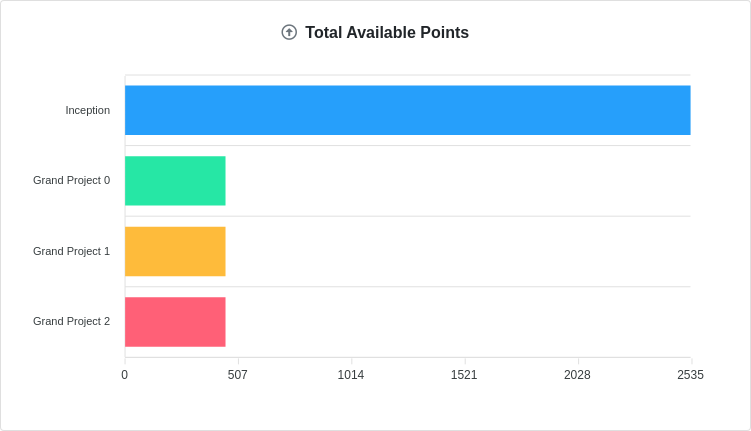 Total Available Points
Inception
Grand Project 0
Grand Project 1
Grand Project 2
0 507 1014 1521 2028 2535